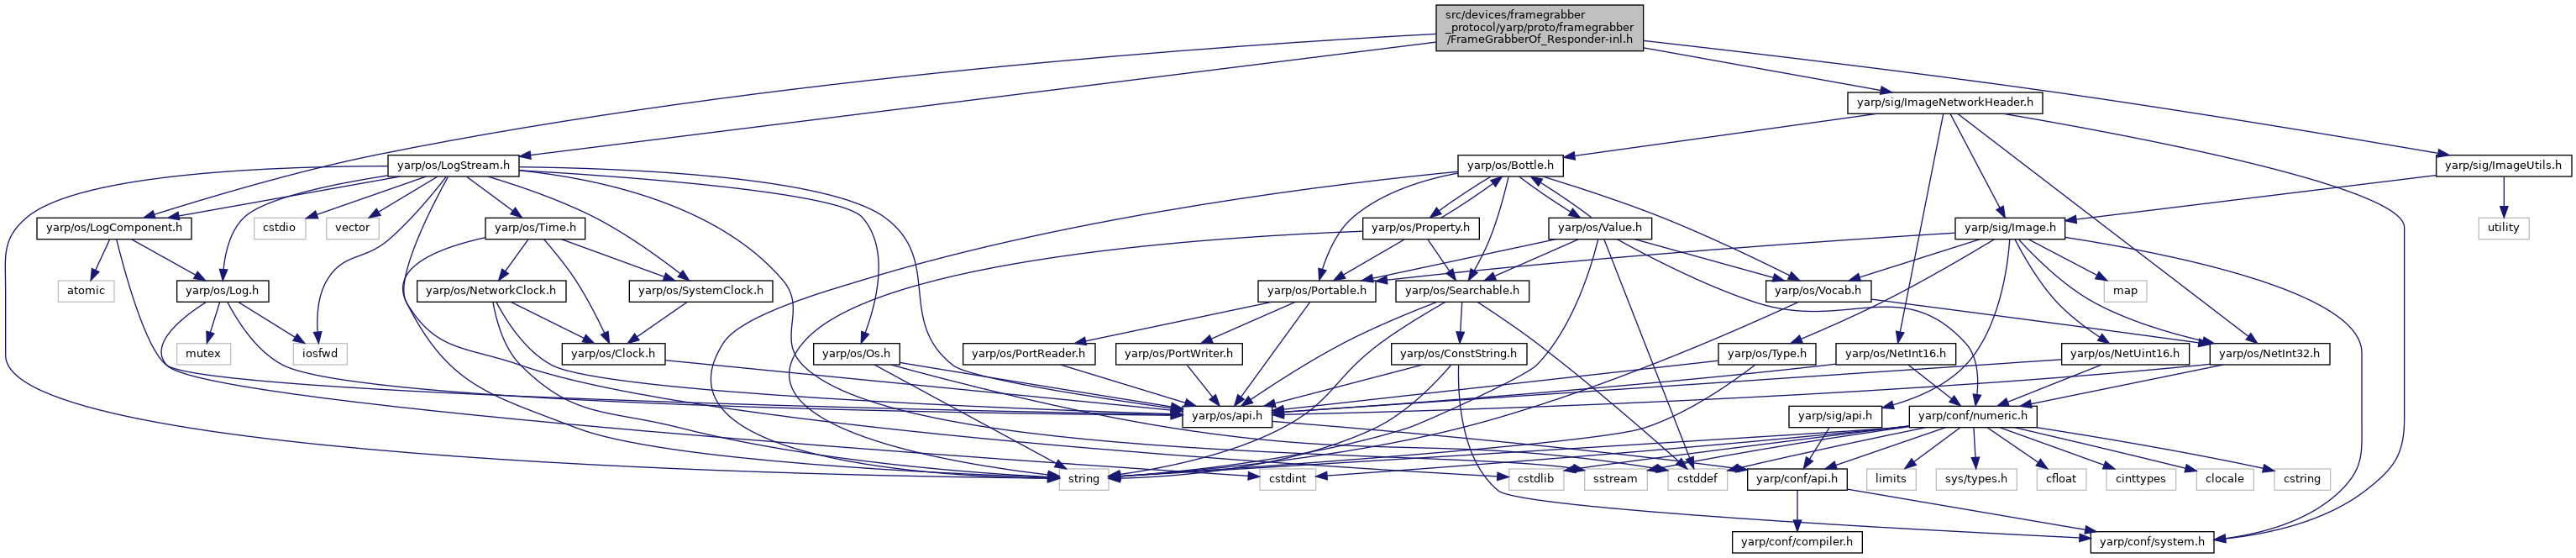 src/devices/framegrabber
_protocol/yarp/proto/framegrabber
/FrameGrabberOf_Responder-inl.h
yarp/sig/ImageNetworkHeader.h
yarp/os/LogStream.h
yarp/os/Bottle.h
yarp/sig/ImageUtils.h
yarp/os/LogComponent.h
cstdio
vector
yarp/os/Time.h
yarp/os/Property.h
yarp/os/Value.h
yarp/sig/Image.h
utility
atomic
yarp/os/Log.h
yarp/os/NetworkClock.h
yarp/os/SystemClock.h
yarp/os/Portable.h
yarp/os/Searchable.h
yarp/os/Vocab.h
map
mutex
iosfwd
yarp/os/Clock.h
yarp/os/Os.h
yarp/os/PortReader.h
yarp/os/PortWriter.h
yarp/os/ConstString.h
yarp/os/Type.h
yarp/os/NetInt16.h
yarp/os/NetUint16.h
yarp/os/NetInt32.h
yarp/os/api.h
yarp/sig/api.h
yarp/conf/numeric.h
string
cstdint
cstdlib
sstream
cstddef
yarp/conf/api.h
limits
sys/types.h
cfloat
cinttypes
clocale
cstring
yarp/conf/compiler.h
yarp/conf/system.h